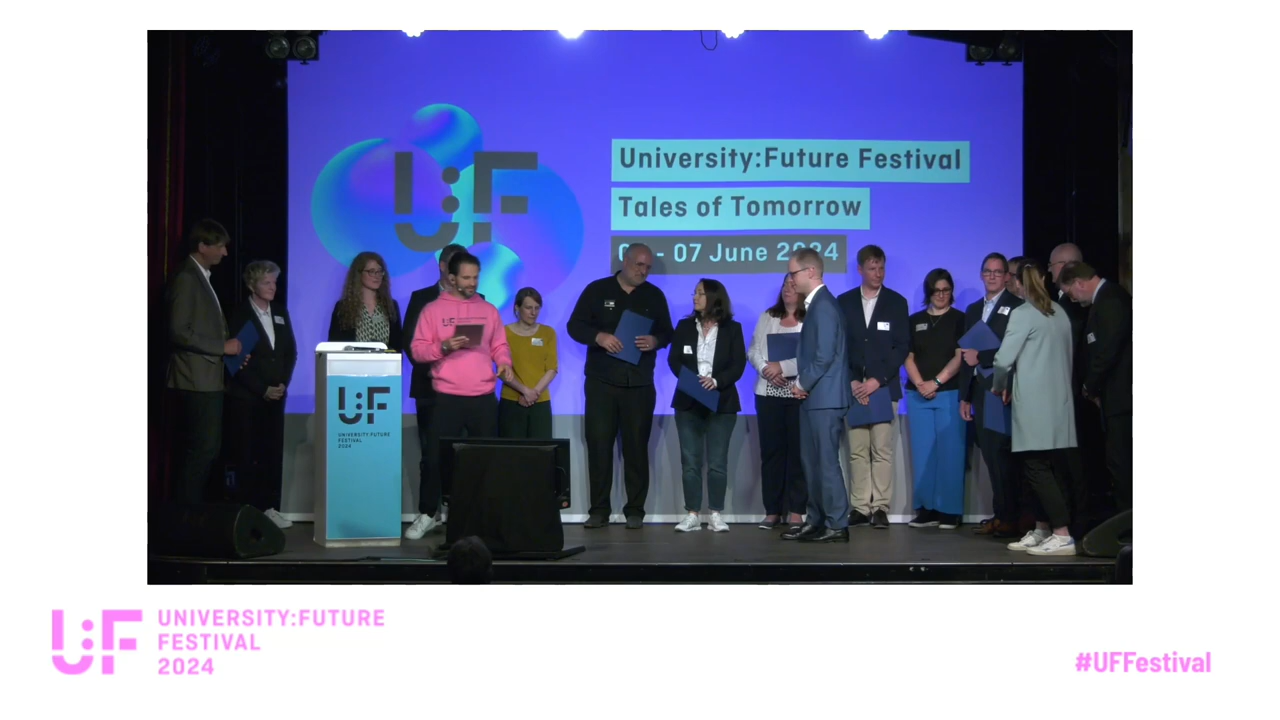 U:F
University:Future Festival
Tales of Tomorrow
- 07 June 2024
U:F
UNIVERSITY:FUTURE
FESTIVAL
2024
U:F
UNIVERSITY:FUTURE
FESTIVAL
2024
#UFFestival